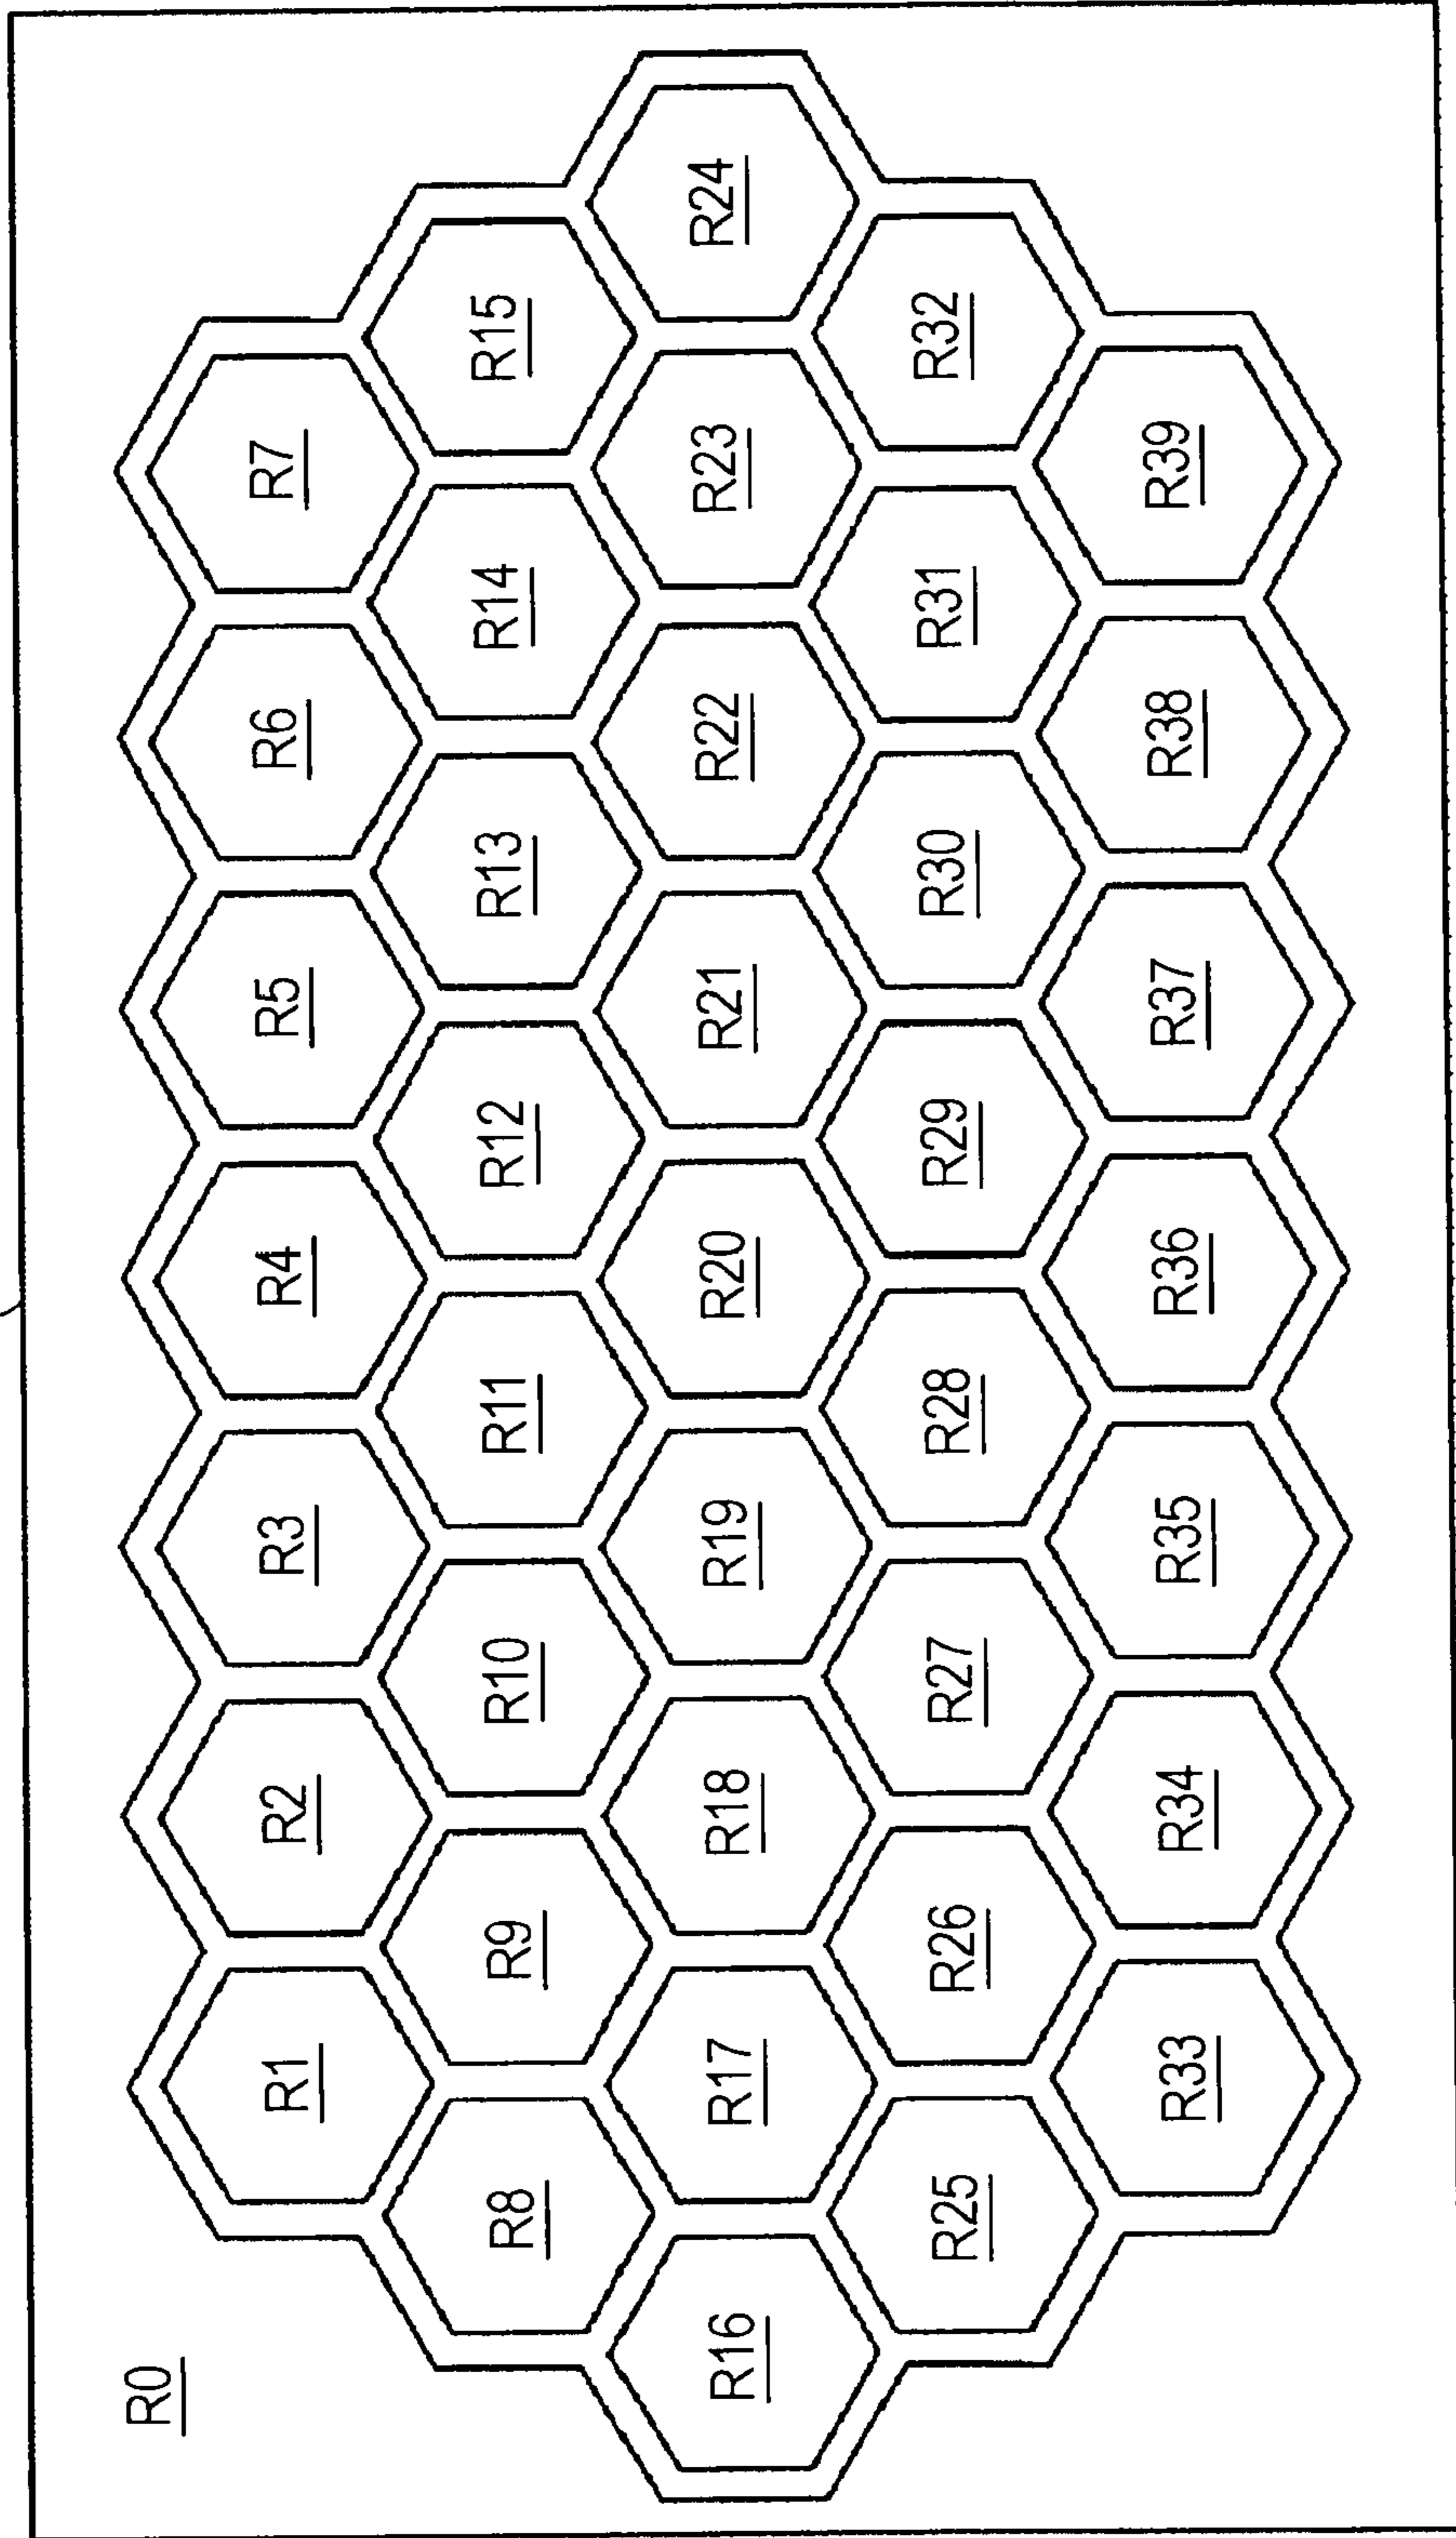 R0
R1 R2 R3 R4 R5 R6 R7
R8 R9 R10 R11 R12 R13 R14 R15
R16 R17 R18 R19 R20 R21 R22 R23 R24
R25 R26 R27 R28 R29 R30 R31 R32
R33 R34 R35 R36 R37 R38 R39